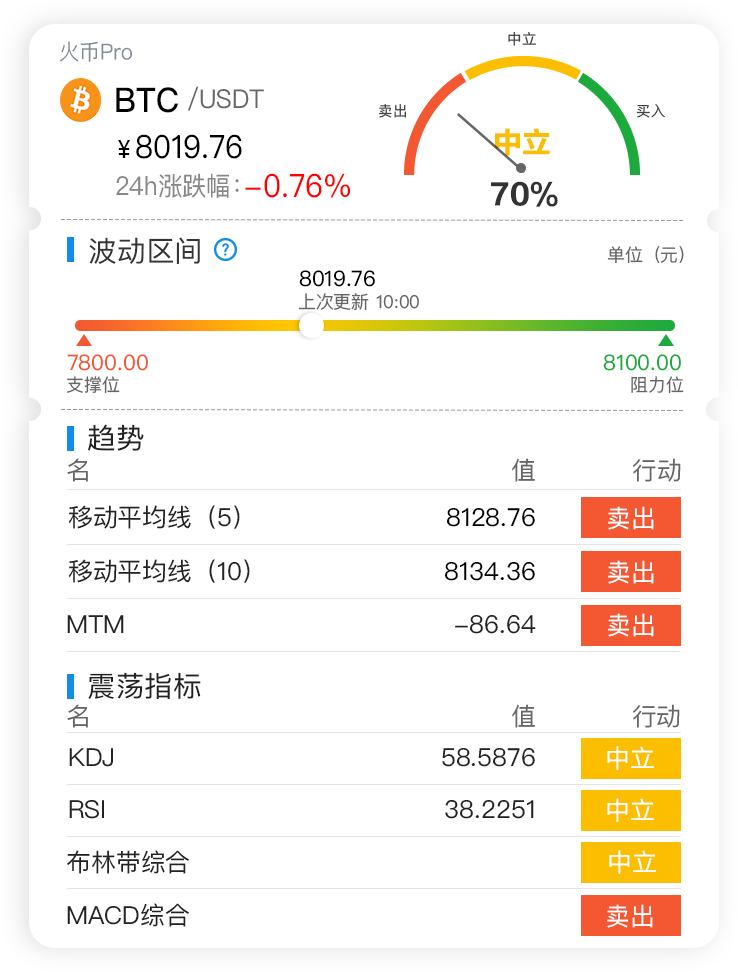 火币Pro
BTC /USDT
¥8019.76
24h涨跌幅:−0.76%
中立
卖出
买入
中立
70%
波动区间 ?
单位（元）
8019.76
上次更新 10:00
7800.00 8100.00
支撑位 阻力位
趋势
名 值 行动
移动平均线（5） 8128.76 卖出
移动平均线（10） 8134.36 卖出
MTM −86.64 卖出
震荡指标
名 值 行动
KDJ 58.5876 中立
RSI 38.2251 中立
布林带综合 中立
MACD综合 卖出